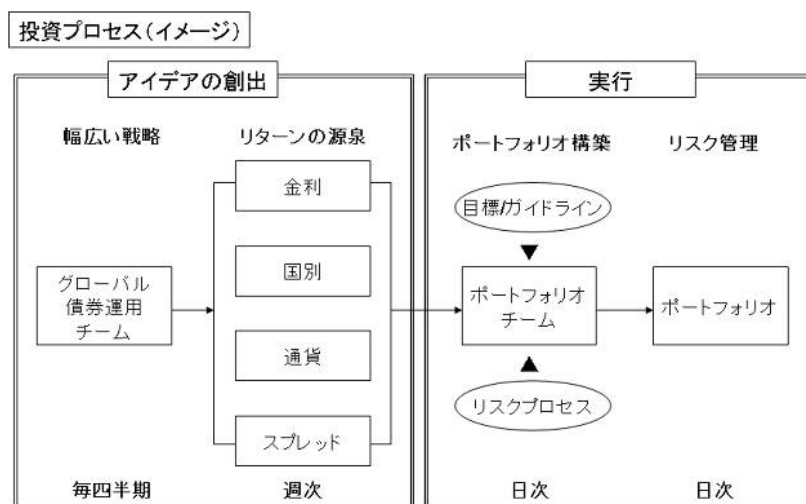 投資プロセス(イメージ)
アイデアの創出
実行
幅広い戦略
リターンの源泉
ポートフォリオ構築
リスク管理
金利
目標/ガイドライン
国別
グローバル
債券運用
チーム
ポートフォリオ
チーム
ポートフォリオ
通貨
リスクプロセス
スプレッド
毎四半期
週次
日次
日次